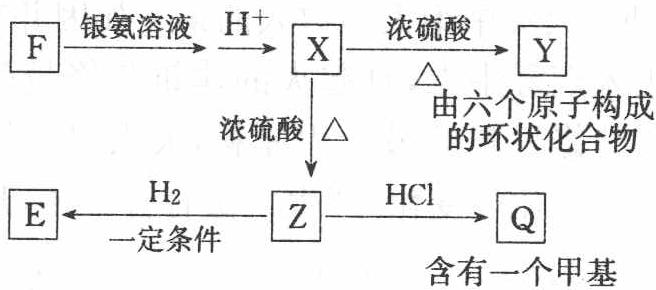 F 银氨溶液 H⁺ X 浓硫酸 △ Y
由六个原子构成
的环状化合物
浓硫酸 △
E H₂ 一定条件 Z HCl Q
含有一个甲基